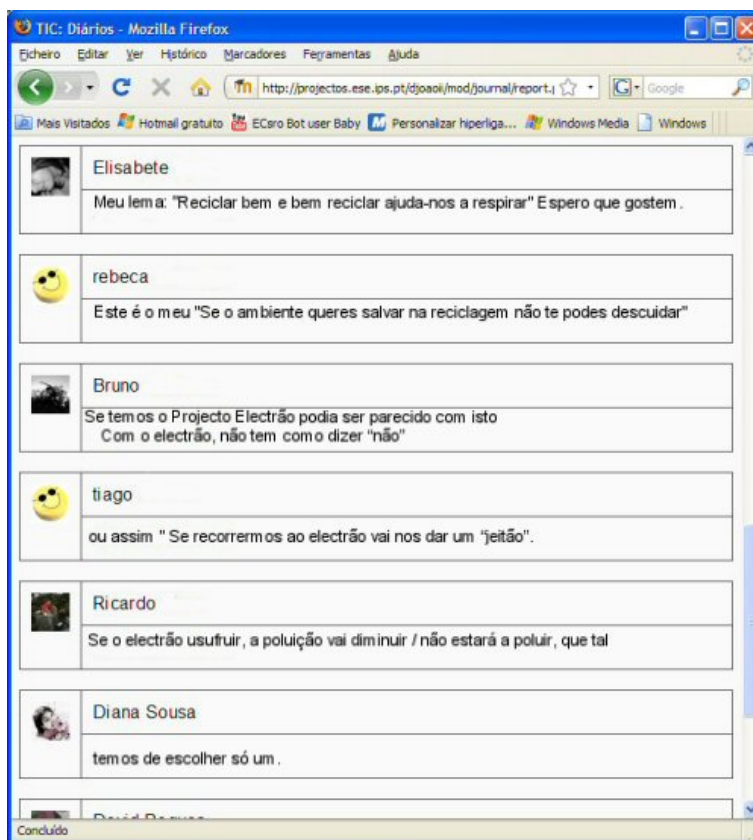 TIC: Diários - Mozilla Firefox
Ficheiro Editar Ver Histórico Marcadores Ferramentas Ajuda
http://projectos.ese.ips.pt/djoaoii/mod/journal/report.p Google
Mais Visitados Hotmail gratuito ECsro Bot user Baby Personalizar hiperliga... Windows Media Windows
Elisabete
Meu lema: "Reciclar bem e bem reciclar ajuda-nos a respirar" Espero que gostem.
rebeca
Este é o meu "Se o ambiente queres salvar na reciclagem não te podes descuidar"
Bruno
Se temos o Projecto Electrão podia ser parecido com isto
Com o electrão, não tem como dizer "não"
tiago
ou assim " Se recorrermos ao electrão vai nos dar um "jeitão".
Ricardo
Se o electrão usufruir, a poluição vai diminuir / não estará a poluir, que tal
Diana Sousa
temos de escolher só um.
Concluído